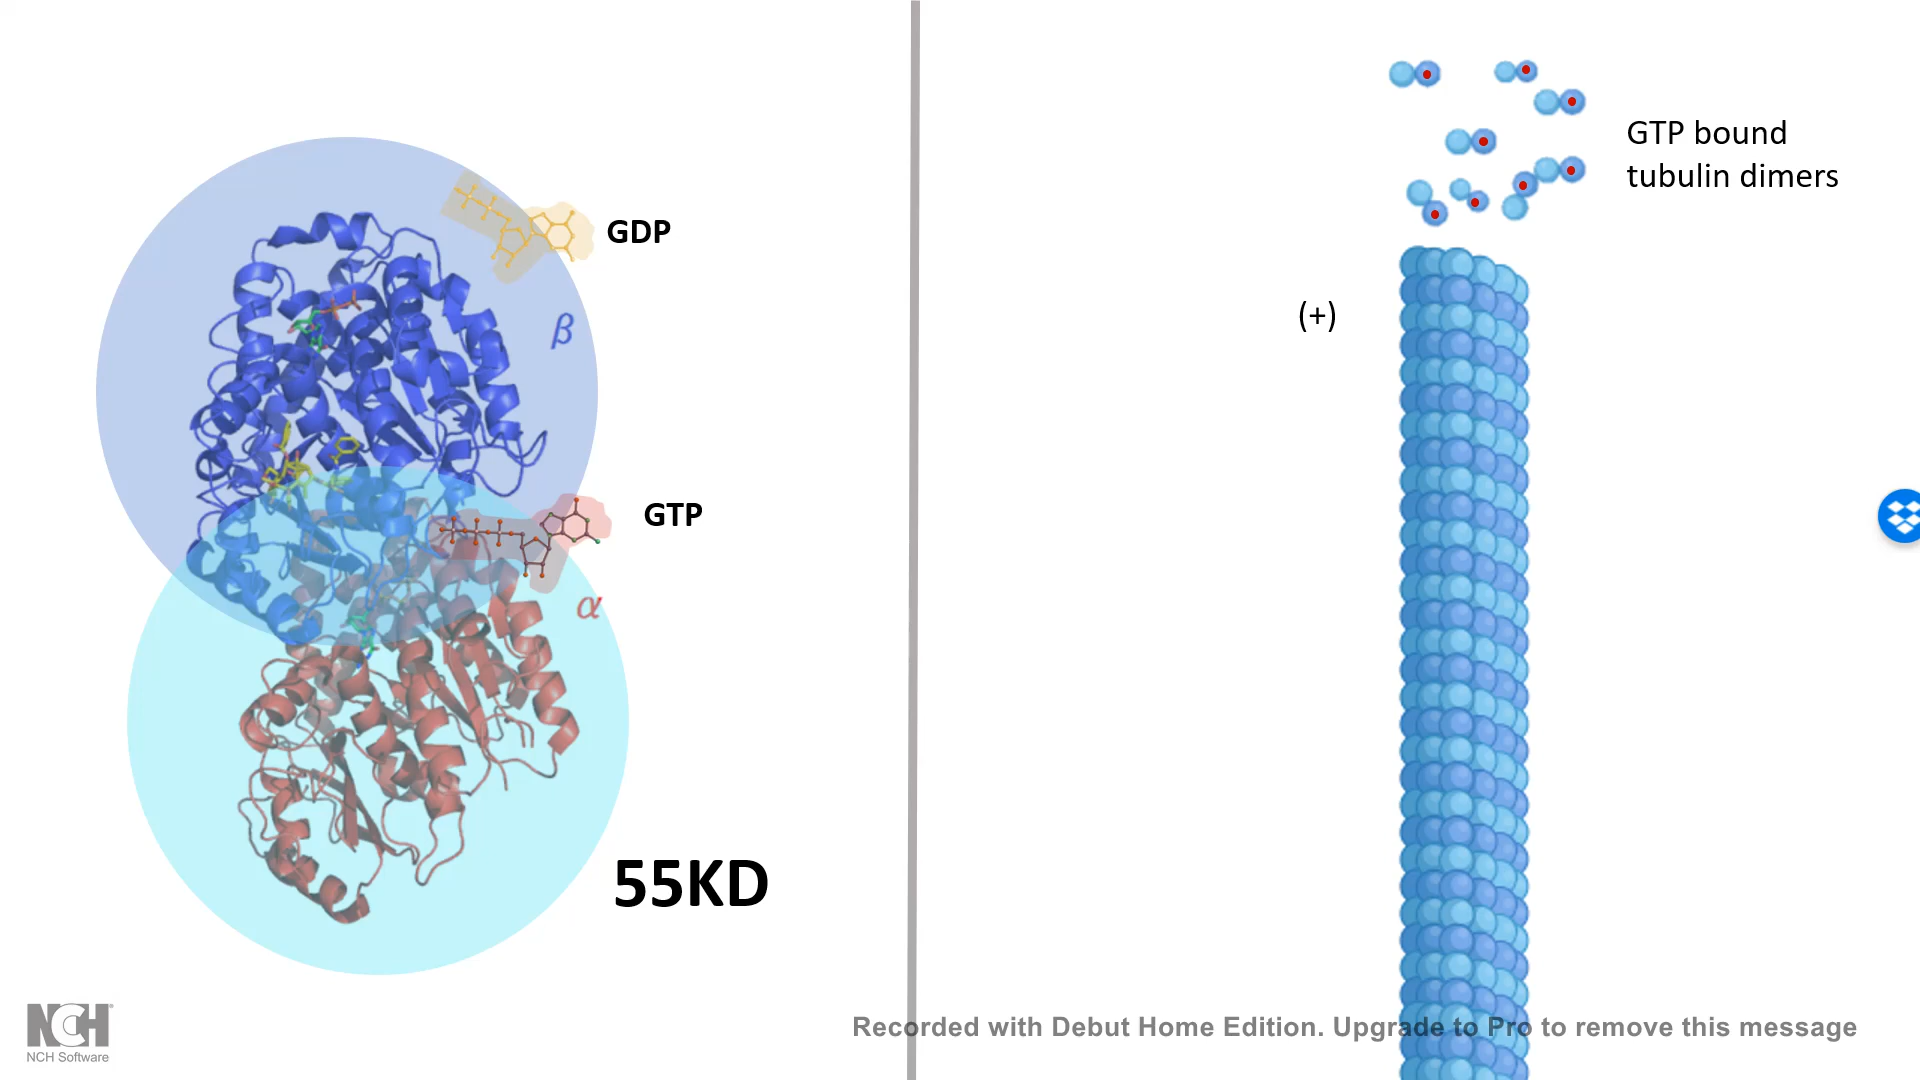 GDP
β
GTP
α
55KD
GTP bound
tubulin dimers
(+)
NCH
NCH Software
Recorded with Debut Home Edition. Upgrade to Pro to remove this message